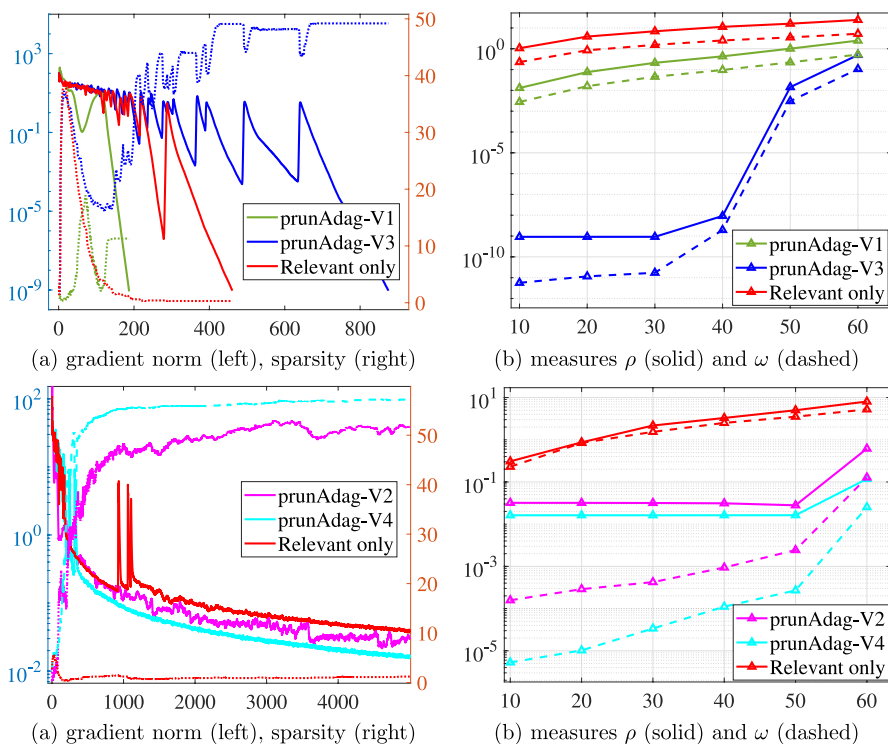 10^3
10^-1
10^-5
10^-9
50
40
30
20
10
0
0 200 400 600 800
prunAdag-V1
prunAdag-V3
Relevant only
(a) gradient norm (left), sparsity (right)
10^0
10^-5
10^-10
10 20 30 40 50 60
prunAdag-V1
prunAdag-V3
Relevant only
(b) measures ρ (solid) and ω (dashed)
10^2
10^0
10^-2
50
40
30
20
10
0
0 1000 2000 3000 4000
prunAdag-V2
prunAdag-V4
Relevant only
(a) gradient norm (left), sparsity (right)
10^1
10^-1
10^-3
10^-5
10 20 30 40 50 60
prunAdag-V2
prunAdag-V4
Relevant only
(b) measures ρ (solid) and ω (dashed)